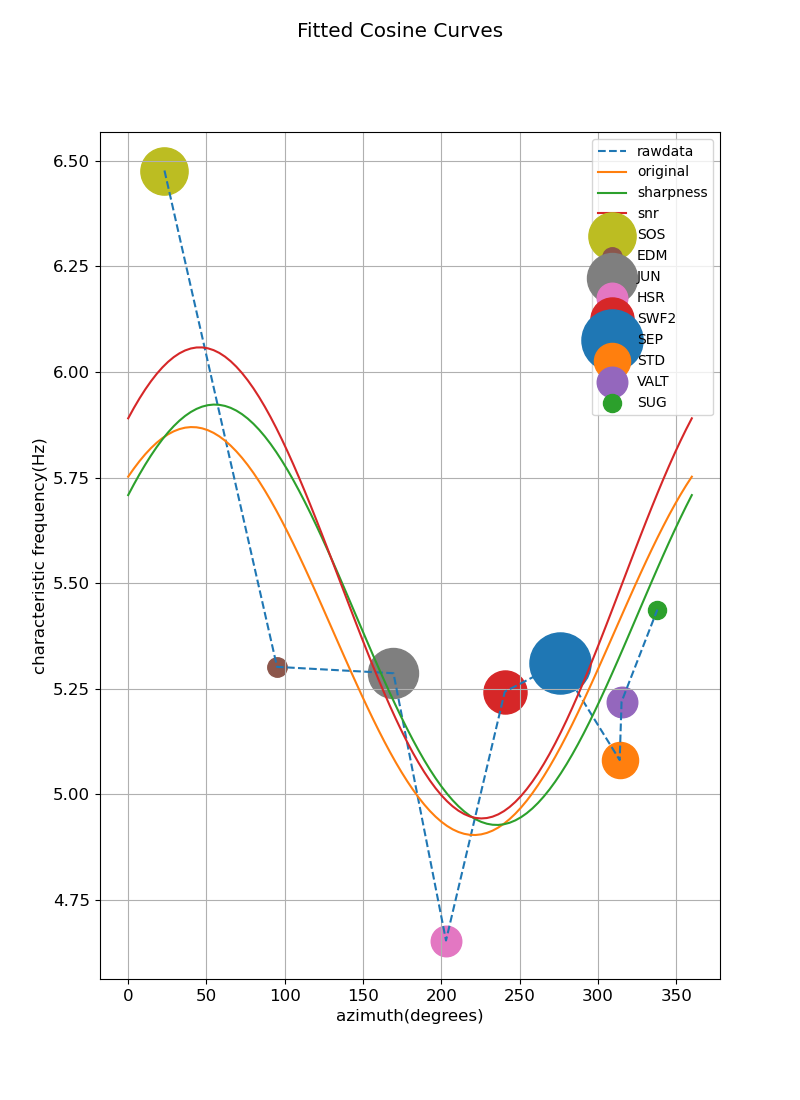 Fitted Cosine Curves
6.50
6.25
6.00
5.75
5.50
5.25
5.00
4.75
characteristic frequency(Hz)
0 50 100 150 200 250 300 350
azimuth(degrees)
rawdata
original
sharpness
snr
SOS
EDM
JUN
HSR
SWF2
SEP
STD
VALT
SUG